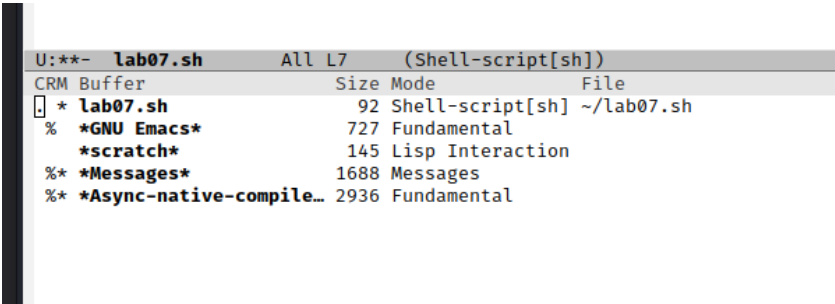 U:**-  lab07.sh       All L7     (Shell-script[sh])
CRM Buffer                Size Mode              File
. * lab07.sh                92 Shell-script[sh] ~/lab07.sh
 %  *GNU Emacs*            727 Fundamental
    *scratch*              145 Lisp Interaction
 %* *Messages*            1688 Messages
 %* *Async-native-compile… 2936 Fundamental